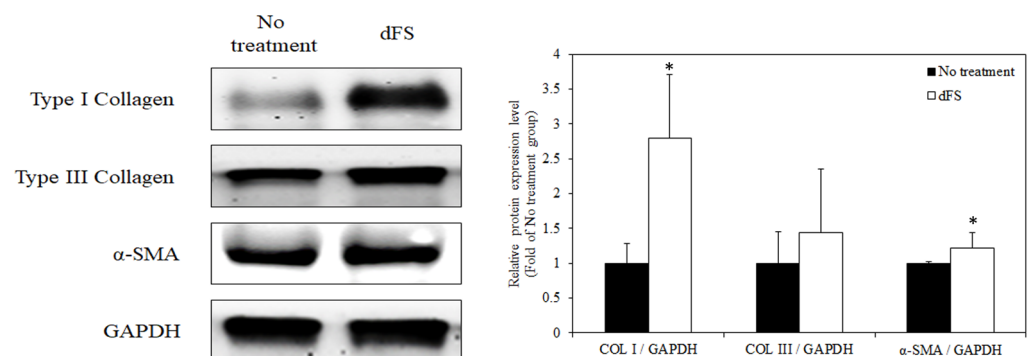 No
treatment
dFS
Type I Collagen
Type III Collagen
α-SMA
GAPDH
Relative protein expression level
(Fold of No treatment group)
4
3.5
3
2.5
2
1.5
1
0.5
0
*
*
No treatment
dFS
COL I / GAPDH
COL III / GAPDH
α-SMA / GAPDH